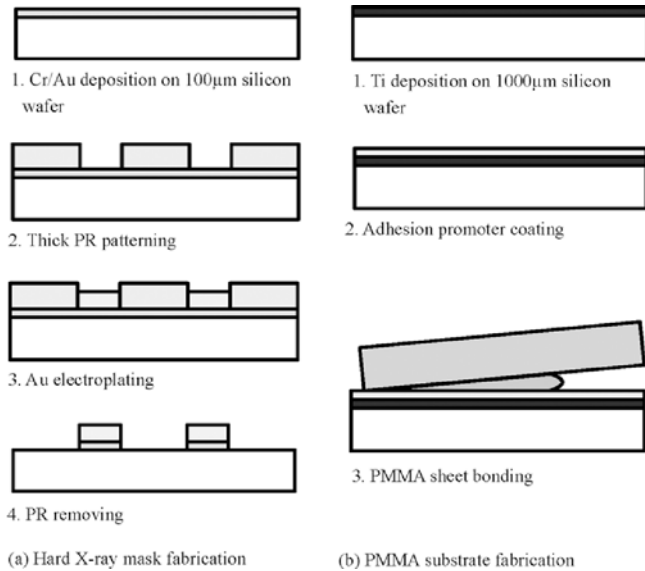 1. Cr/Au deposition on 100μm silicon
wafer
2. Thick PR patterning
3. Au electroplating
4. PR removing
(a) Hard X-ray mask fabrication
1. Ti deposition on 1000μm silicon
wafer
2. Adhesion promoter coating
3. PMMA sheet bonding
(b) PMMA substrate fabrication